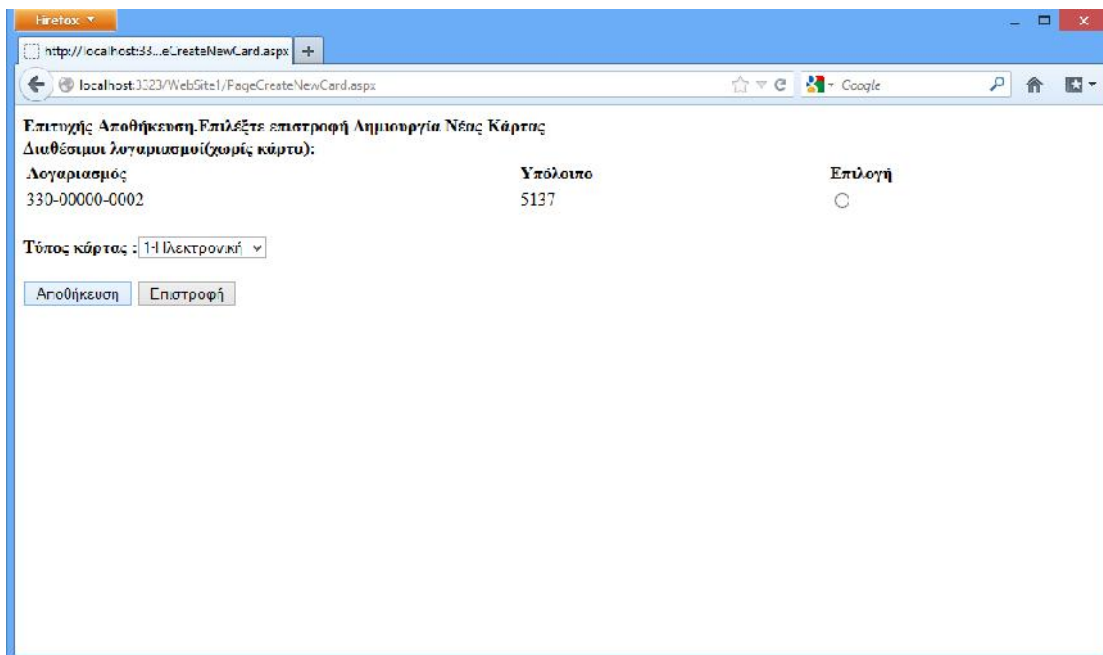 Firefox
http://localhost:33...eCreateNewCard.aspx
localhost:3323/WebSite1/PageCreateNewCard.aspx
Google
Επιτυχής Αποθήκευση.Επιλέξτε επιστροφή Δημιουργία Νέας Κάρτας
Διαθέσιμοι λογαριασμοί(χωρίς κάρτα):
Λογαριασμός Υπόλοιπο Επιλογή
330-00000-0002 5137
Τύπος κάρτας : 1-Ηλεκτρονική
Αποθήκευση Επιστροφή